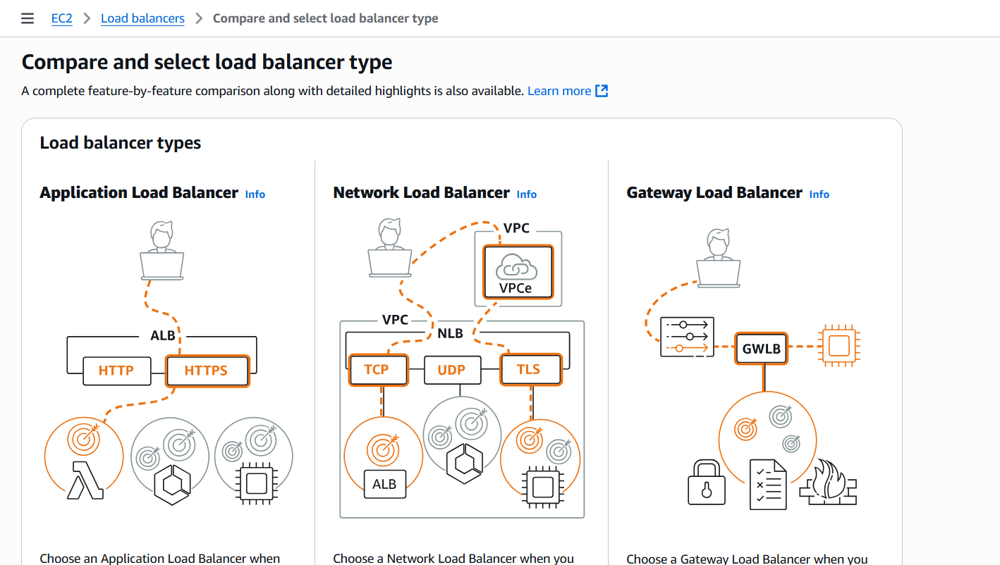 EC2 > Load balancers > Compare and select load balancer type
Compare and select load balancer type
A complete feature-by-feature comparison along with detailed highlights is also available. Learn more
Load balancer types
Application Load Balancer Info
ALB
HTTP
HTTPS
Choose an Application Load Balancer when
Network Load Balancer Info
VPC
VPCe
VPC
NLB
TCP
UDP
TLS
ALB
Choose a Network Load Balancer when you
Gateway Load Balancer Info
GWLB
Choose a Gateway Load Balancer when you